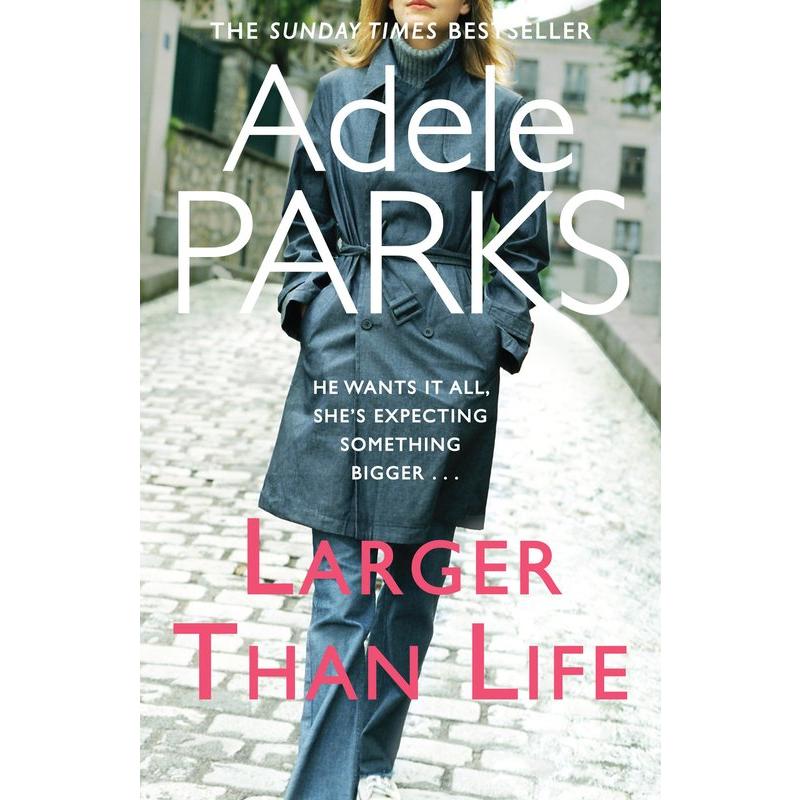 THE SUNDAY TIMES BESTSELLER
Adele
PARKS
HE WANTS IT ALL,
SHE'S EXPECTING
SOMETHING
BIGGER . . .
LARGER
THAN LIFE